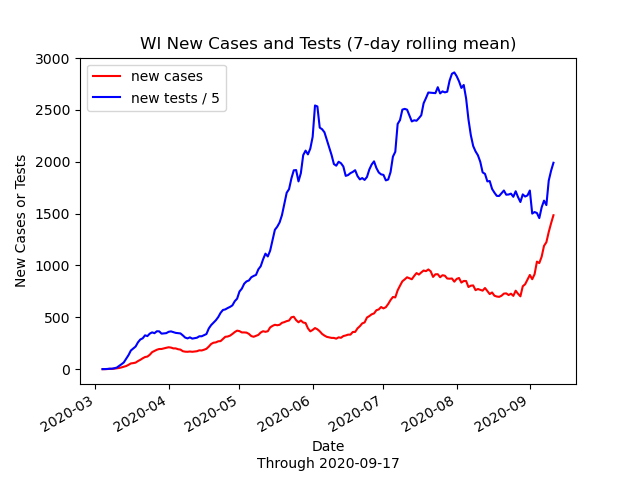 WI New Cases and Tests (7-day rolling mean)
new cases
new tests / 5
New Cases or Tests
3000
2500
2000
1500
1000
500
0
2020-03
2020-04
2020-05
2020-06
2020-07
2020-08
2020-09
Date
Through 2020-09-17